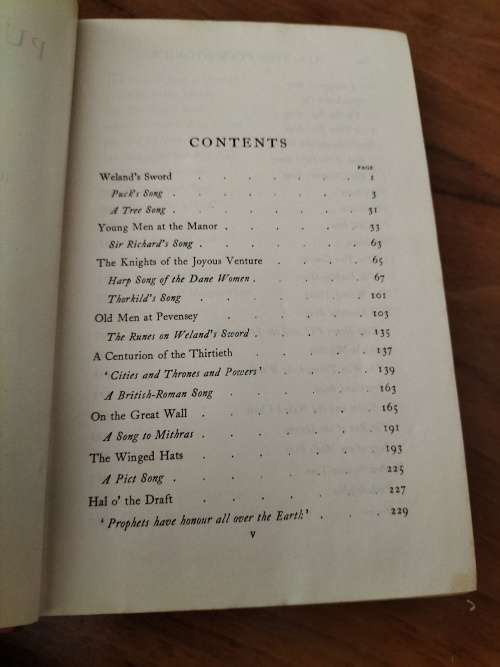 PU
CONTENTS
PAGE
Weland's Sword . . . . . . 1
Puck's Song . . . . . . 3
A Tree Song . . . . . . 31
Young Men at the Manor . . . . . 33
Sir Richard's Song . . . . . 63
The Knights of the Joyous Venture . . . . 65
Harp Song of the Dane Women . . . . 67
Thorkild's Song . . . . . 101
Old Men at Pevensey . . . . . 103
The Runes on Weland's Sword . . . . 135
A Centurion of the Thirtieth . . . . 137
'Cities and Thrones and Powers' . . . . 139
A British-Roman Song . . . . . 163
On the Great Wall . . . . . 165
A Song to Mithras . . . . . 191
The Winged Hats . . . . . 193
A Pict Song . . . . . 225
Hal o' the Draft . . . . . 227
'Prophets have honour all over the Earth' . . . 229
v